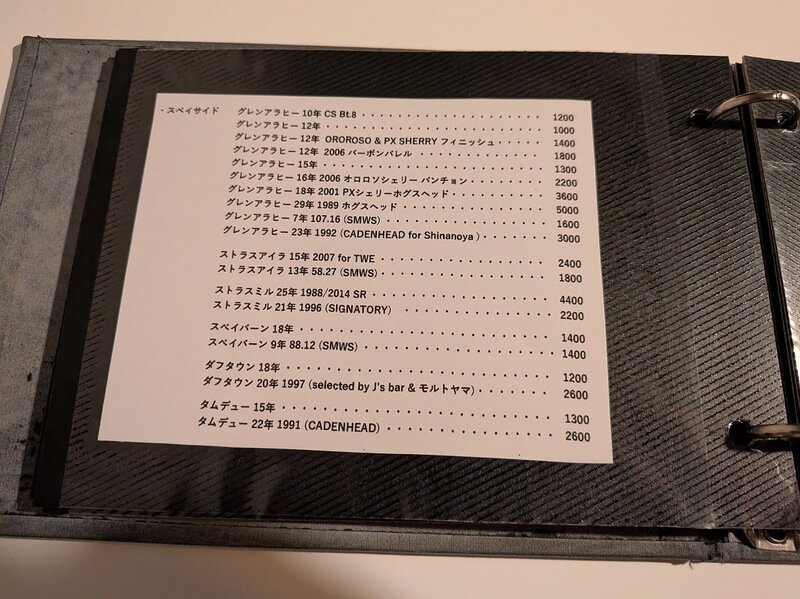 ・スペイサイド グレンアラヒー 10年 CS Bt.8 ・・・・・・・・・・・・・・・・・・ 1200
グレンアラヒー 12年 ・・・・・・・・・・・・・・・・・・・・・・ 1000
グレンアラヒー 12年 OROROSO & PX SHERRY フィニッシュ・・・・・・ 1400
グレンアラヒー 12年 2006 バーボンバレル ・・・・・・・・・・・・・ 1800
グレンアラヒー 15年・・・・・・・・・・・・・・・・・・・・・・・ 1300
グレンアラヒー 16年 2006 オロロソシェリー パンチョン・・・・・・・・ 2200
グレンアラヒー 18年 2001 PXシェリーホグスヘッド・・・・・・・・・・ 3600
グレンアラヒー 29年 1989 ホグスヘッド・・・・・・・・・・・・・・ 5000
グレンアラヒー 7年 107.16 (SMWS)・・・・・・・・・・・・・・・・ 1600
グレンアラヒー 23年 1992 (CADENHEAD for Shinanoya )・・・・・・・ 3000
ストラスアイラ 15年 2007 for TWE ・・・・・・・・・・・・・・・・ 2400
ストラスアイラ 13年 58.27 (SMWS)・・・・・・・・・・・・・・・・ 1800
ストラスミル 25年 1988/2014 SR ・・・・・・・・・・・・・・・・・ 4400
ストラスミル 21年 1996 (SIGNATORY) ・・・・・・・・・・・・・・・ 2200
スペイバーン 18年・・・・・・・・・・・・・・・・・・・・・・・・ 1400
スペイバーン 9年 88.12 (SMWS) ・・・・・・・・・・・・・・・・・・ 1400
ダフタウン 18年・・・・・・・・・・・・・・・・・・・・・・・・・ 1200
ダフタウン 20年 1997 (selected by J's bar & モルトヤマ)・・・・・・・ 2600
タムデュー 15年・・・・・・・・・・・・・・・・・・・・・・・・・ 1300
タムデュー 22年 1991 (CADENHEAD)・・・・・・・・・・・・・・・・ 2600